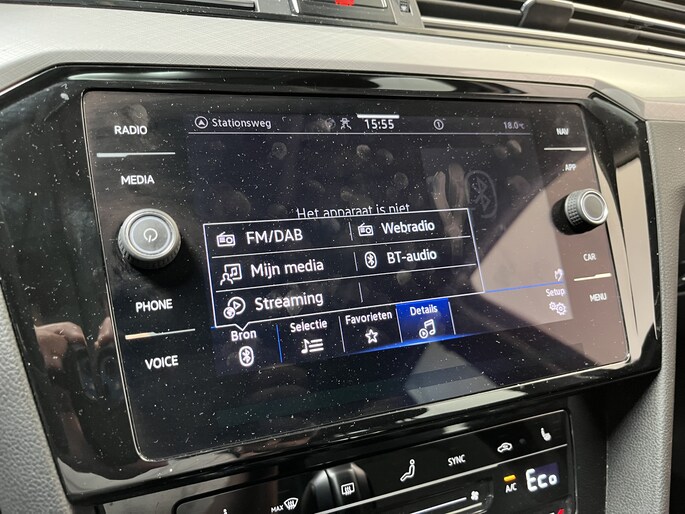 RADIO
MEDIA
PHONE
VOICE
Stationsweg
15:55
18.0°C
Het apparaat is niet
FM/DAB
Webradio
Mijn media
BT-audio
Streaming
Bron
Selectie
Favorieten
Details
Setup
NAV
APP
CAR
MENU
MAX
SYNC
A/C
Eco